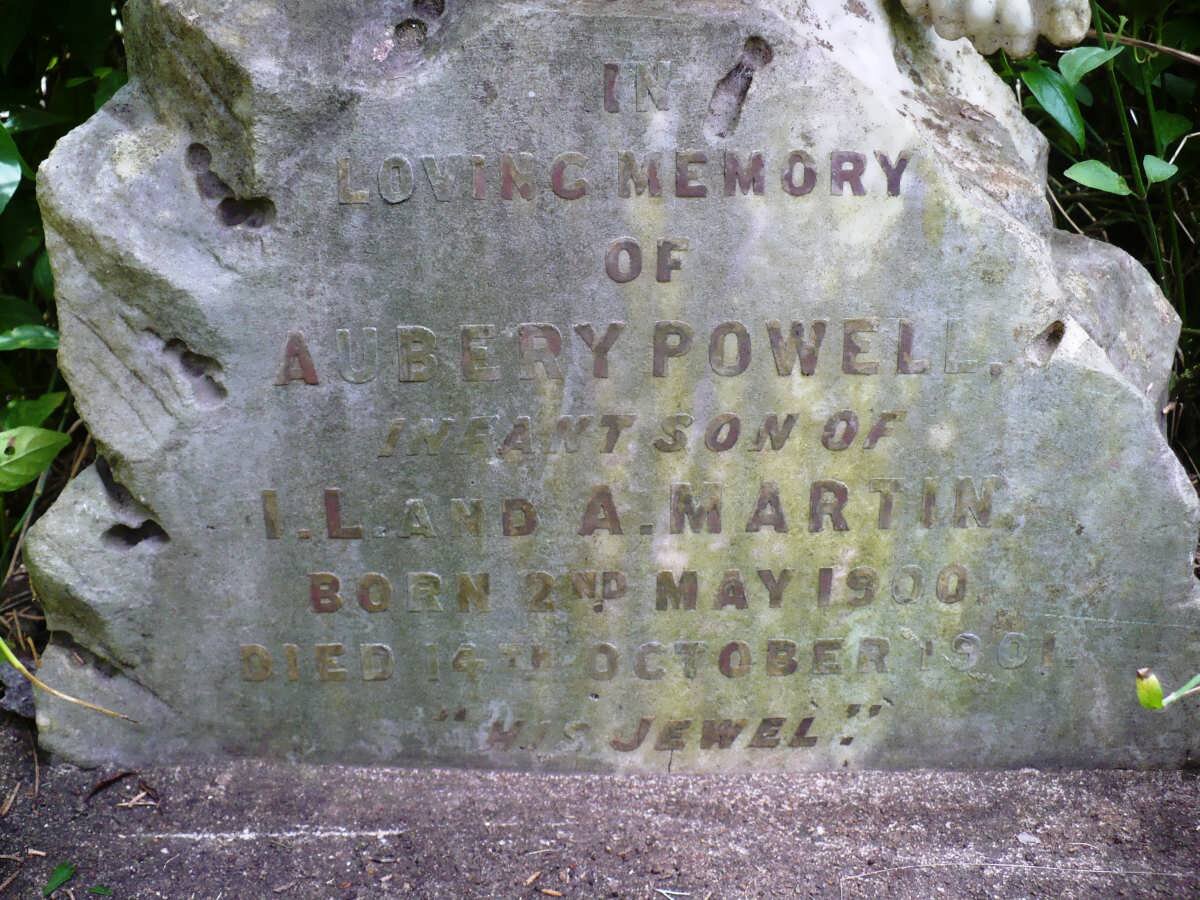 IN
LOVING MEMORY
OF
AUBERY POWELL.
INFANT SON OF
I.L. AND A. MARTIN
BORN 2ND MAY 1900
DIED 14TH OCTOBER 1901.
"HIS JEWEL"